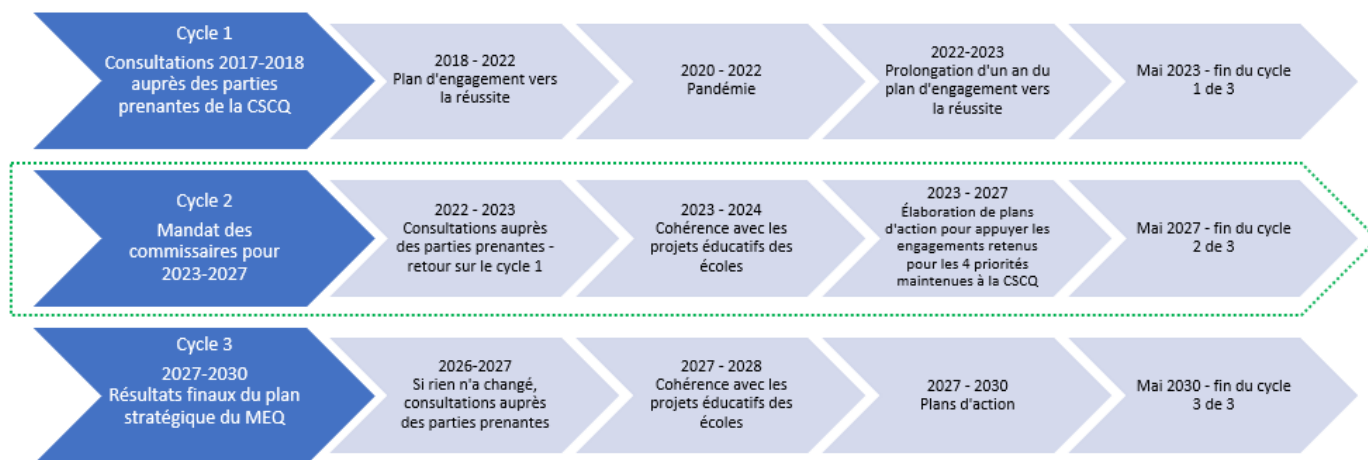 Cycle 1
Consultations 2017-2018
auprès des parties
prenantes de la CSCQ
2018 - 2022
Plan d'engagement vers
la réussite
2020 - 2022
Pandémie
2022-2023
Prolongation d'un an du
plan d'engagement vers
la réussite
Mai 2023 - fin du cycle
1 de 3
Cycle 2
Mandat des
commissaires pour
2023-2027
2022 - 2023
Consultations auprès
des parties prenantes -
retour sur le cycle 1
2023 - 2024
Cohérence avec les
projets éducatifs des
écoles
2023 - 2027
Élaboration de plans
d'action pour appuyer les
engagements retenus
pour les 4 priorités
maintenues à la CSCQ
Mai 2027 - fin du cycle
2 de 3
Cycle 3
2027-2030
Résultats finaux du plan
stratégique du MEQ
2026-2027
Si rien n'a changé,
consultations auprès
des parties prenantes
2027 - 2028
Cohérence avec les
projets éducatifs des
écoles
2027 - 2030
Plans d'action
Mai 2030 - fin du cycle
3 de 3